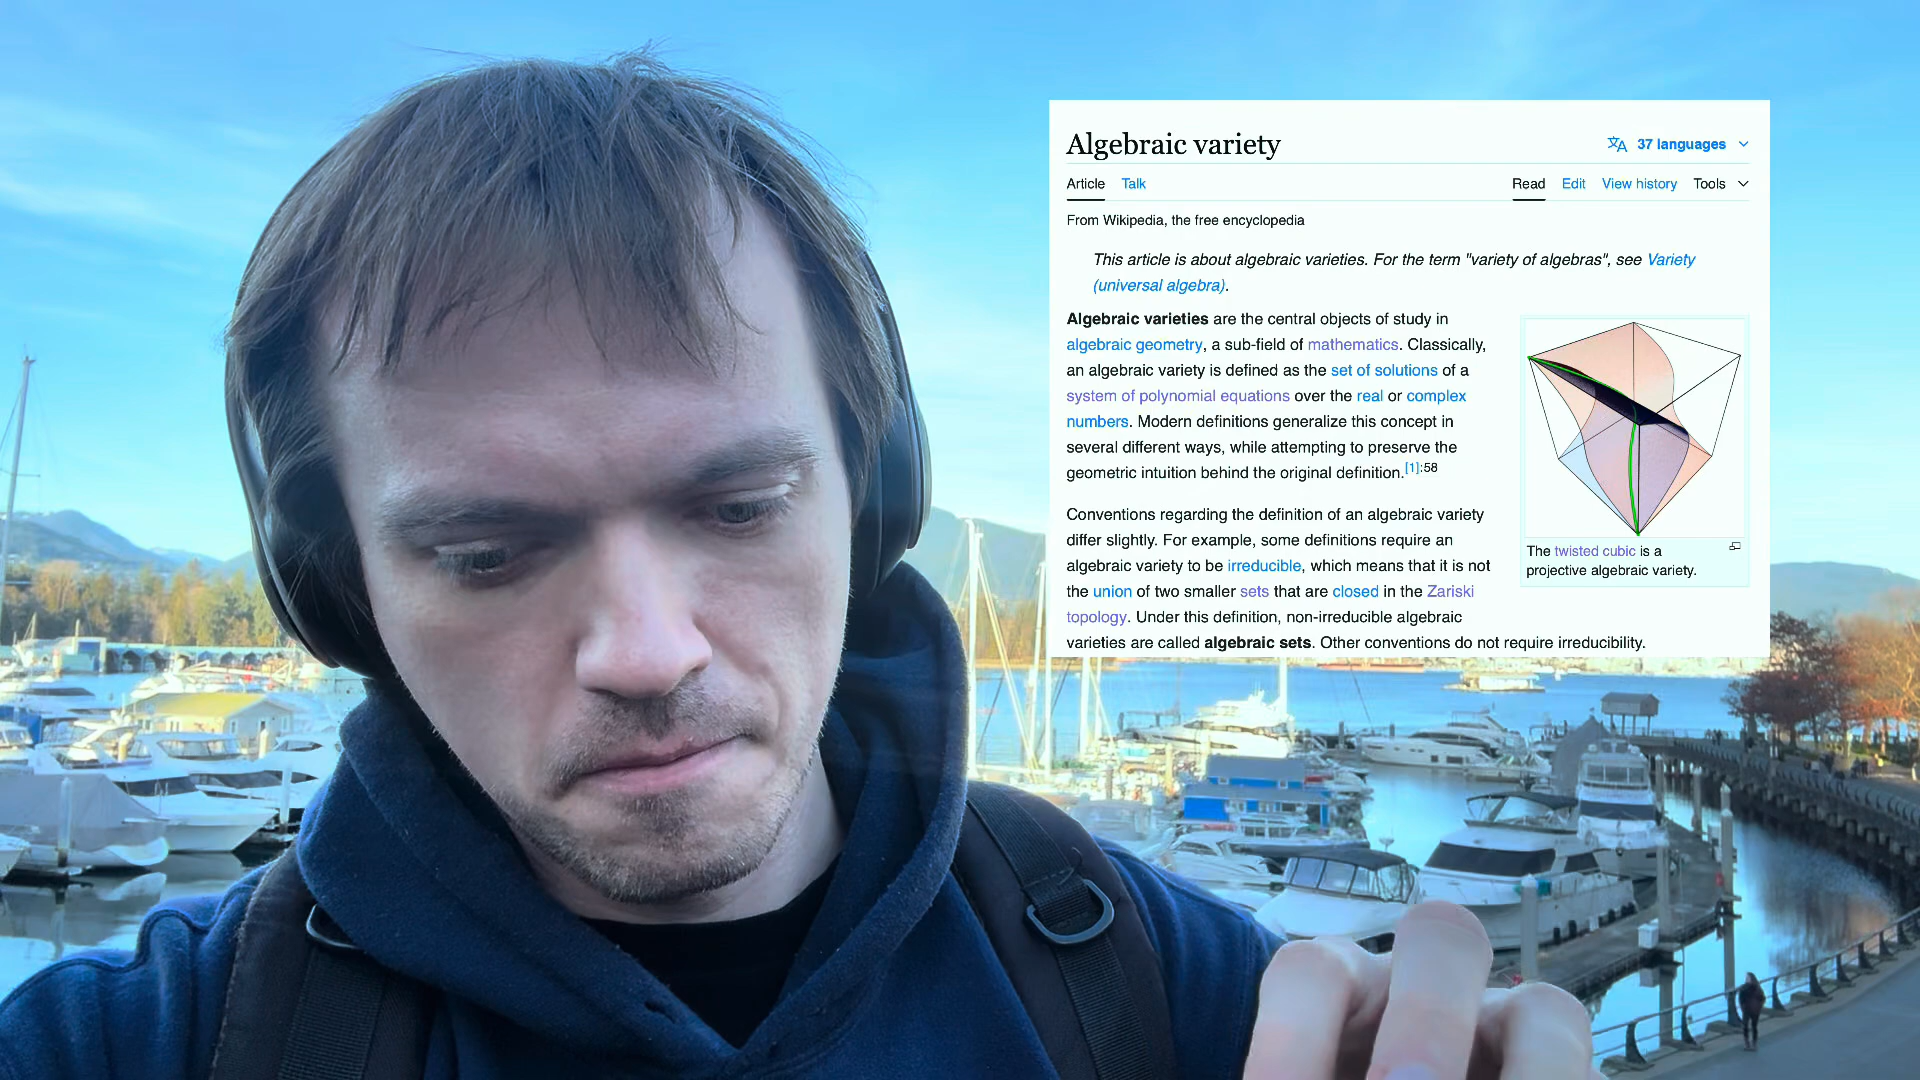 Algebraic variety
37 languages
Article Talk Read Edit View history Tools
From Wikipedia, the free encyclopedia
This article is about algebraic varieties. For the term "variety of algebras", see Variety
(universal algebra).
Algebraic varieties are the central objects of study in
algebraic geometry, a sub-field of mathematics. Classically,
an algebraic variety is defined as the set of solutions of a
system of polynomial equations over the real or complex
numbers. Modern definitions generalize this concept in
several different ways, while attempting to preserve the
geometric intuition behind the original definition.[1]:58
Conventions regarding the definition of an algebraic variety
differ slightly. For example, some definitions require an
algebraic variety to be irreducible, which means that it is not
the union of two smaller sets that are closed in the Zariski
topology. Under this definition, non-irreducible algebraic
varieties are called algebraic sets. Other conventions do not require irreducibility.
The twisted cubic is a
projective algebraic variety.